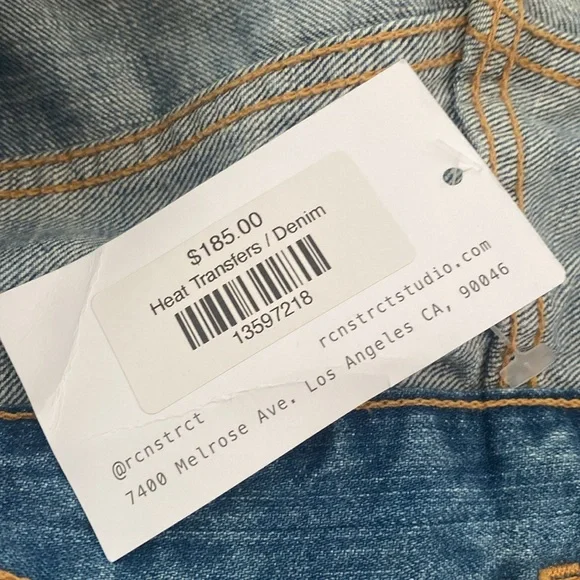 $185.00
Heat Transfers / Denim
13597218
rcnstrctstudio.com
@rcnstrct
7400 Melrose Ave. Los Angeles CA, 90046